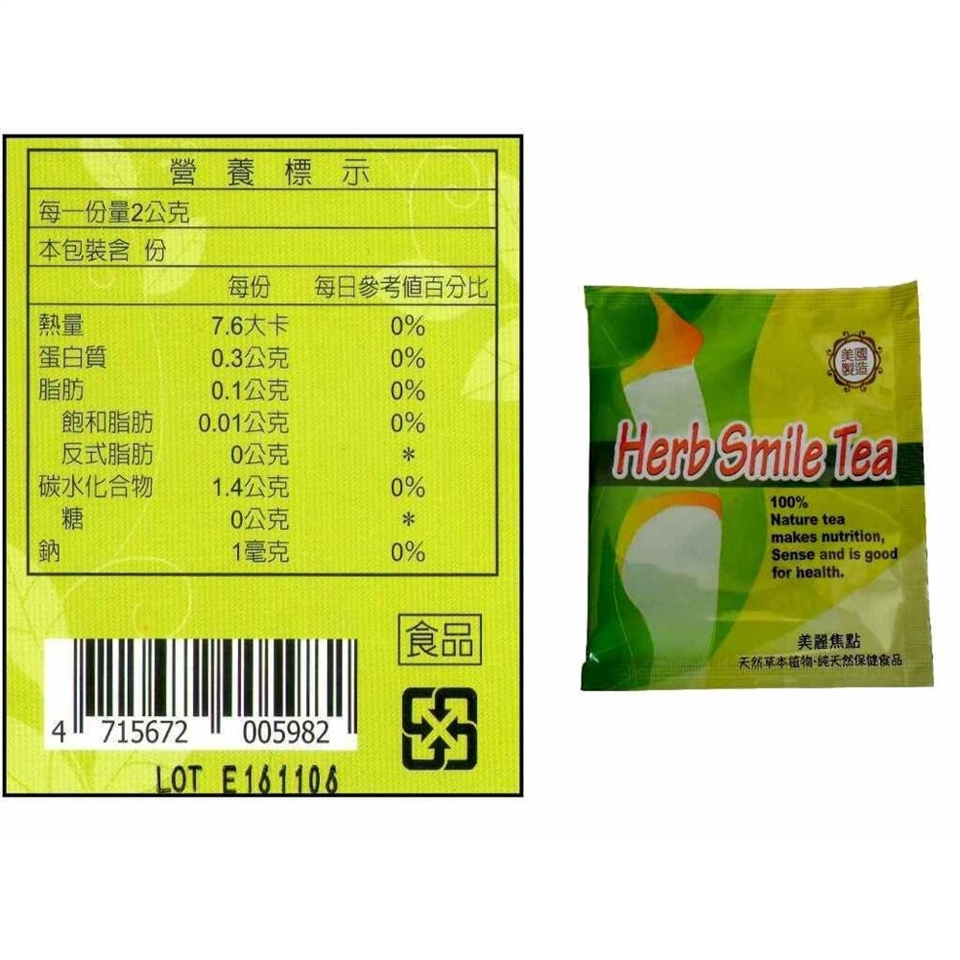 營養標示
每一份量2公克
本包裝含 份
每份 每日參考值百分比
熱量 7.6大卡 0%
蛋白質 0.3公克 0%
脂肪 0.1公克 0%
飽和脂肪 0.01公克 0%
反式脂肪 0公克 *
碳水化合物 1.4公克 0%
糖 0公克 *
鈉 1毫克 0%
食品
4 715672 005982
LOT E161106
美國
製造
Herb Smile Tea
100%
Nature tea
makes nutrition,
Sense and is good
for health.
美麗焦點
天然草本植物·純天然保健食品